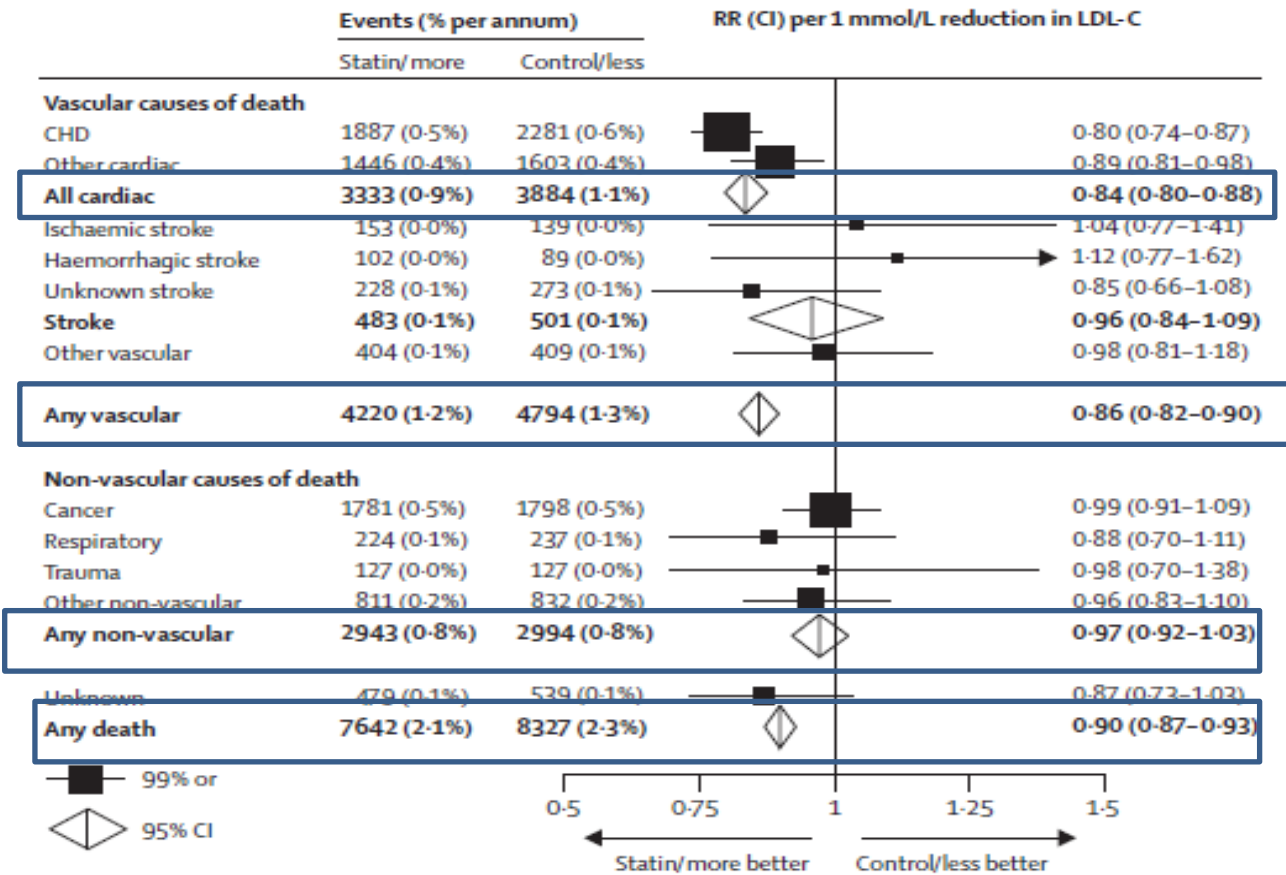 Events (% per annum) RR (CI) per 1 mmol/L reduction in LDL-C
Statin/more Control/less
Vascular causes of death
CHD 1887 (0·5%) 2281 (0·6%) 0·80 (0·74–0·87)
Other cardiac 1446 (0·4%) 1603 (0·4%) 0·89 (0·81–0·98)
All cardiac 3333 (0·9%) 3884 (1·1%) 0·84 (0·80–0·88)
Ischaemic stroke 153 (0·0%) 139 (0·0%) 1·04 (0·77–1·41)
Haemorrhagic stroke 102 (0·0%) 89 (0·0%) 1·12 (0·77–1·62)
Unknown stroke 228 (0·1%) 273 (0·1%) 0·85 (0·66–1·08)
Stroke 483 (0·1%) 501 (0·1%) 0·96 (0·84–1·09)
Other vascular 404 (0·1%) 409 (0·1%) 0·98 (0·81–1·18)
Any vascular 4220 (1·2%) 4794 (1·3%) 0·86 (0·82–0·90)
Non-vascular causes of death
Cancer 1781 (0·5%) 1798 (0·5%) 0·99 (0·91–1·09)
Respiratory 224 (0·1%) 237 (0·1%) 0·88 (0·70–1·11)
Trauma 127 (0·0%) 127 (0·0%) 0·98 (0·70–1·38)
Other non-vascular 811 (0·2%) 832 (0·2%) 0·96 (0·83–1·10)
Any non-vascular 2943 (0·8%) 2994 (0·8%) 0·97 (0·92–1·03)
Unknown 479 (0·1%) 539 (0·1%) 0·87 (0·73–1·03)
Any death 7642 (2·1%) 8327 (2·3%) 0·90 (0·87–0·93)
99% or
95% CI
0·5 0·75 1 1·25 1·5
Statin/more better Control/less better